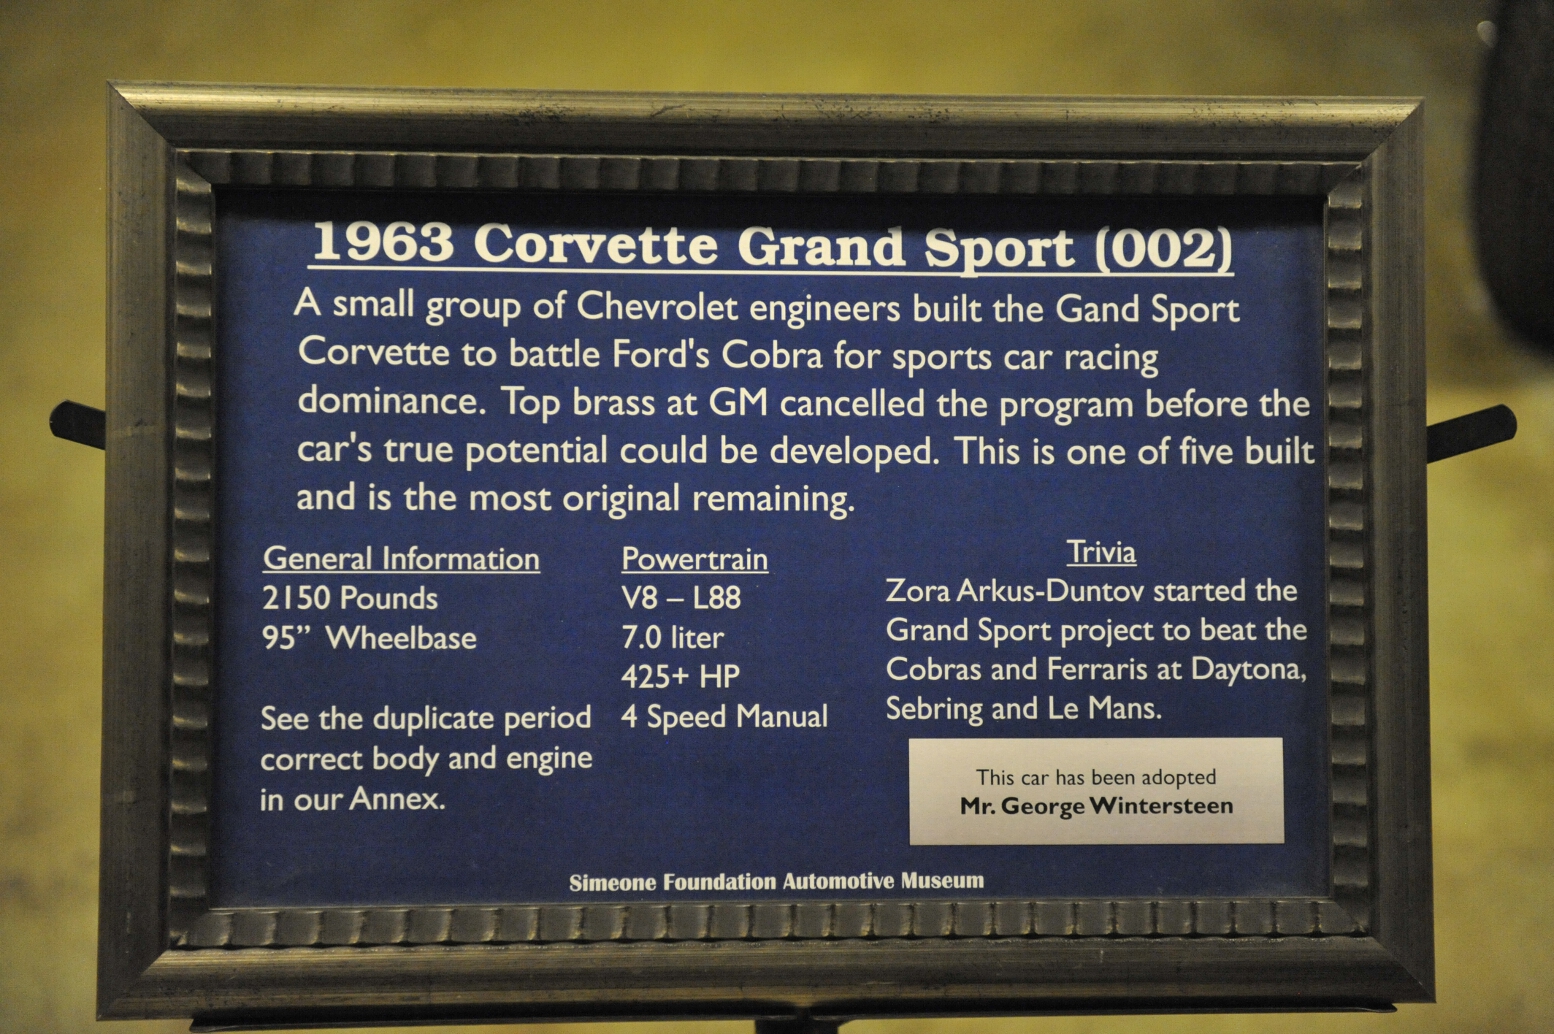 1963 Corvette Grand Sport (002)
A small group of Chevrolet engineers built the Gand Sport
Corvette to battle Ford's Cobra for sports car racing
dominance. Top brass at GM cancelled the program before the
car's true potential could be developed. This is one of five built
and is the most original remaining.
General Information
2150 Pounds
95” Wheelbase
See the duplicate period
correct body and engine
in our Annex.
Powertrain
V8 – L88
7.0 liter
425+ HP
4 Speed Manual
Trivia
Zora Arkus-Duntov started the
Grand Sport project to beat the
Cobras and Ferraris at Daytona,
Sebring and Le Mans.
This car has been adopted
Mr. George Wintersteen
Simeone Foundation Automotive Museum